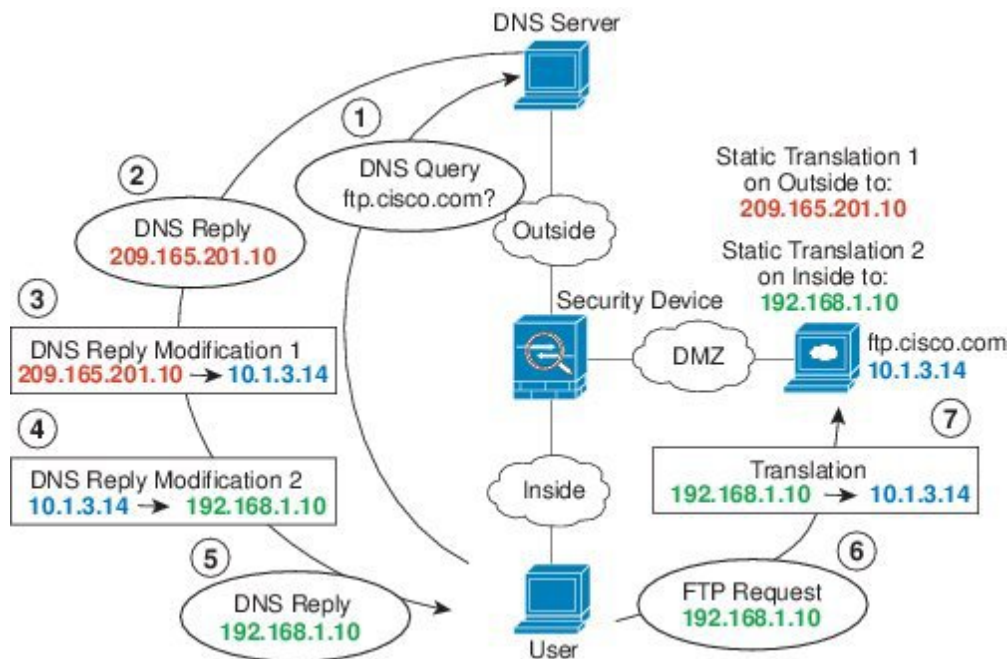 DNS Server
1
DNS Query
ftp.cisco.com?
2
DNS Reply
209.165.201.10
Outside
Static Translation 1
on Outside to:
209.165.201.10
Static Translation 2
on Inside to:
192.168.1.10
3
DNS Reply Modification 1
209.165.201.10 → 10.1.3.14
Security Device
DMZ
ftp.cisco.com
10.1.3.14
4
DNS Reply Modification 2
10.1.3.14 → 192.168.1.10
Inside
7
Translation
192.168.1.10 → 10.1.3.14
5
DNS Reply
192.168.1.10
User
6
FTP Request
192.168.1.10